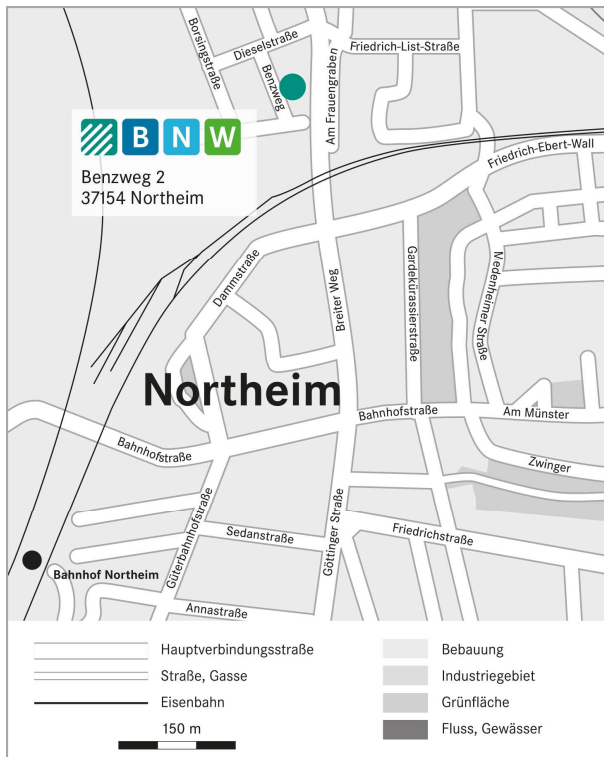 Borsingstraße
Dieselstraße
Friedrich-List-Straße
Benzweg
Am Frauengraben
BNW
Benzweg 2
37154 Northeim
Friedrich-Ebert-Wall
Dammstraße
Breiter Weg
Gardekürassierstraße
Medenheimer Straße
Northeim
Bahnhofstraße
Am Münster
Bahnhofstraße
Zwinger
Güterbahnhofstraße
Sedanstraße
Göttinger Straße
Friedrichstraße
Bahnhof Northeim
Annastraße
Hauptverbindungsstraße
Straße, Gasse
Eisenbahn
150 m
Bebauung
Industriegebiet
Grünfläche
Fluss, Gewässer